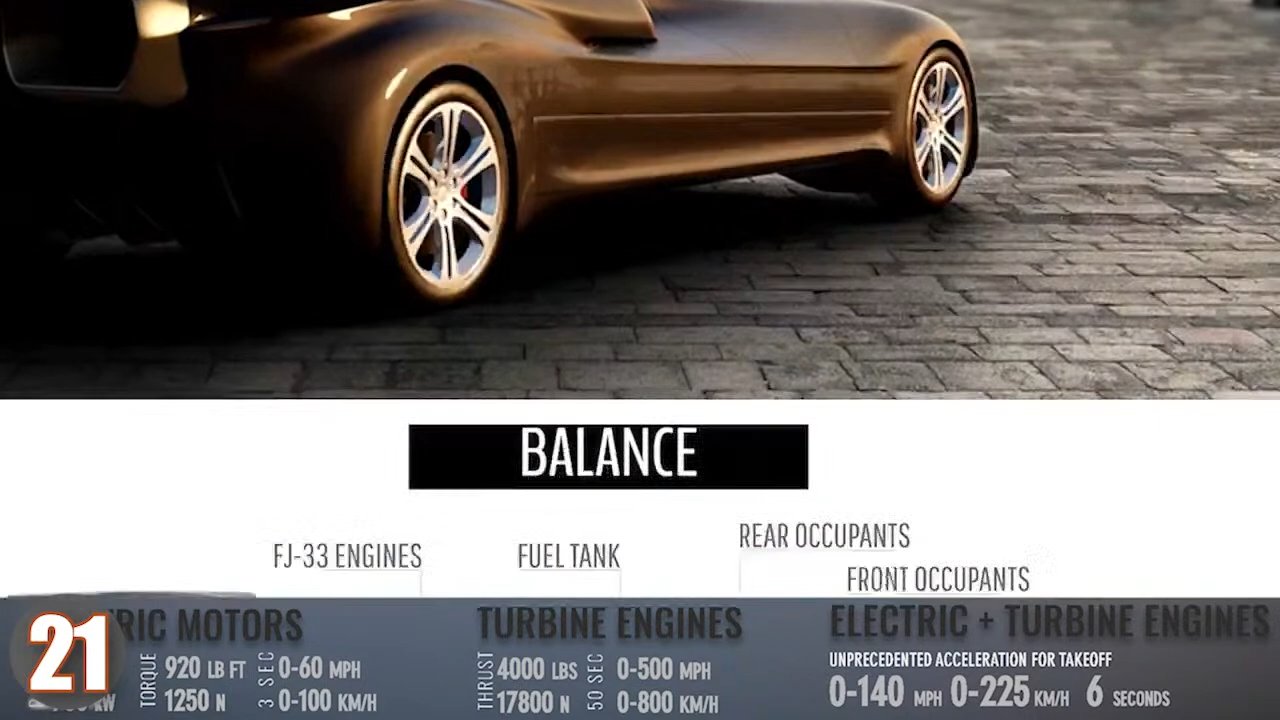 BALANCE
REAR OCCUPANTS
FJ-33 ENGINES
FUEL TANK
FRONT OCCUPANTS
21
RIC MOTORS
TORQUE
920 LB FT
1250 N
3 SEC
0-60 MPH
0-100 KM/H
KW
TURBINE ENGINES
THRUST
4000 LBS
17800 N
50 SEC
0-500 MPH
0-800 KM/H
ELECTRIC + TURBINE ENGINES
UNPRECEDENTED ACCELERATION FOR TAKEOFF
0-140 MPH 0-225 KM/H 6 SECONDS